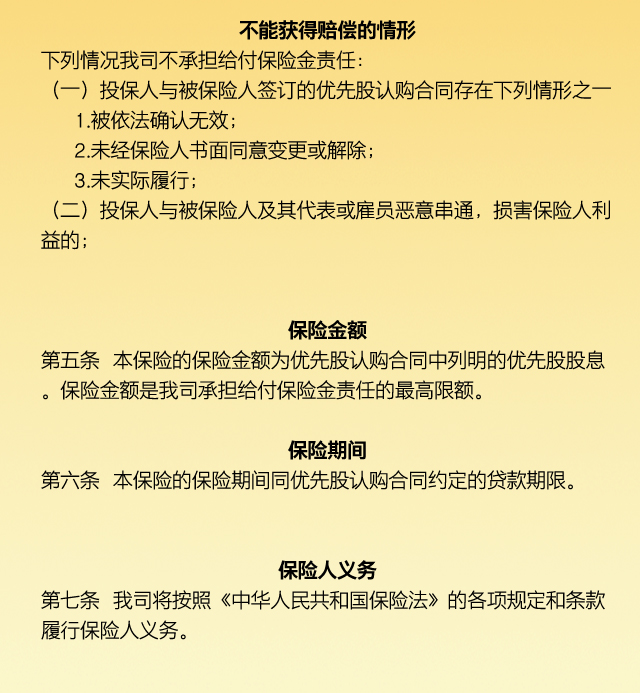 不能获得赔偿的情形
下列情况我司不承担给付保险金责任：
（一）投保人与被保险人签订的优先股认购合同存在下列情形之一
1.被依法确认无效；
2.未经保险人书面同意变更或解除；
3.未实际履行；
（二）投保人与被保险人及其代表或雇员恶意串通，损害保险人利
益的；
保险金额
第五条 本保险的保险金额为优先股认购合同中列明的优先股股息
。保险金额是我司承担给付保险金责任的最高限额。
保险期间
第六条 本保险的保险期间同优先股认购合同约定的贷款期限。
保险人义务
第七条 我司将按照《中华人民共和国保险法》的各项规定和条款
履行保险人义务。